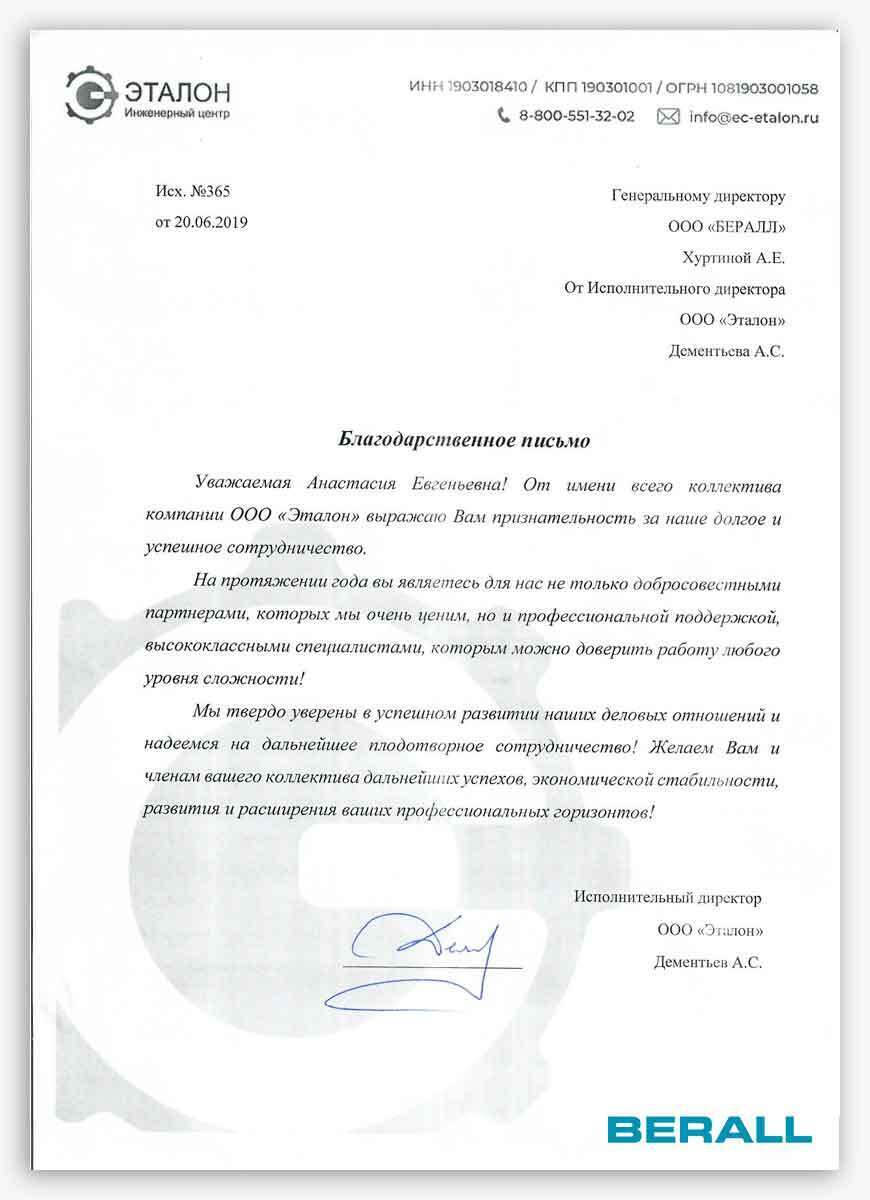 ЭТАЛОН
Инженерный центр
ИНН 1903018410 / КПП 190301001 / ОГРН 1081903001058
8-800-551-32-02 info@ec-etalon.ru
Исх. №365
от 20.06.2019
Генеральному директору
ООО «БЕРАЛЛ»
Хуртиной А.Е.
От Исполнительного директора
ООО «Эталон»
Дементьева А.С.
Благодарственное письмо
Уважаемая Анастасия Евгеньевна! От имени всего коллектива
компании ООО «Эталон» выражаю Вам признательность за наше долгое и
успешное сотрудничество.
На протяжении года вы являетесь для нас не только добросовестными
партнерами, которых мы очень ценим, но и профессиональной поддержкой,
высококлассными специалистами, которым можно доверить работу любого
уровня сложности!
Мы твердо уверены в успешном развитии наших деловых отношений и
надеемся на дальнейшее плодотворное сотрудничество! Желаем Вам и
членам вашего коллектива дальнейших успехов, экономической стабильности,
развития и расширения ваших профессиональных горизонтов!
Исполнительный директор
ООО «Эталон»
Дементьев А.С.
BERALL